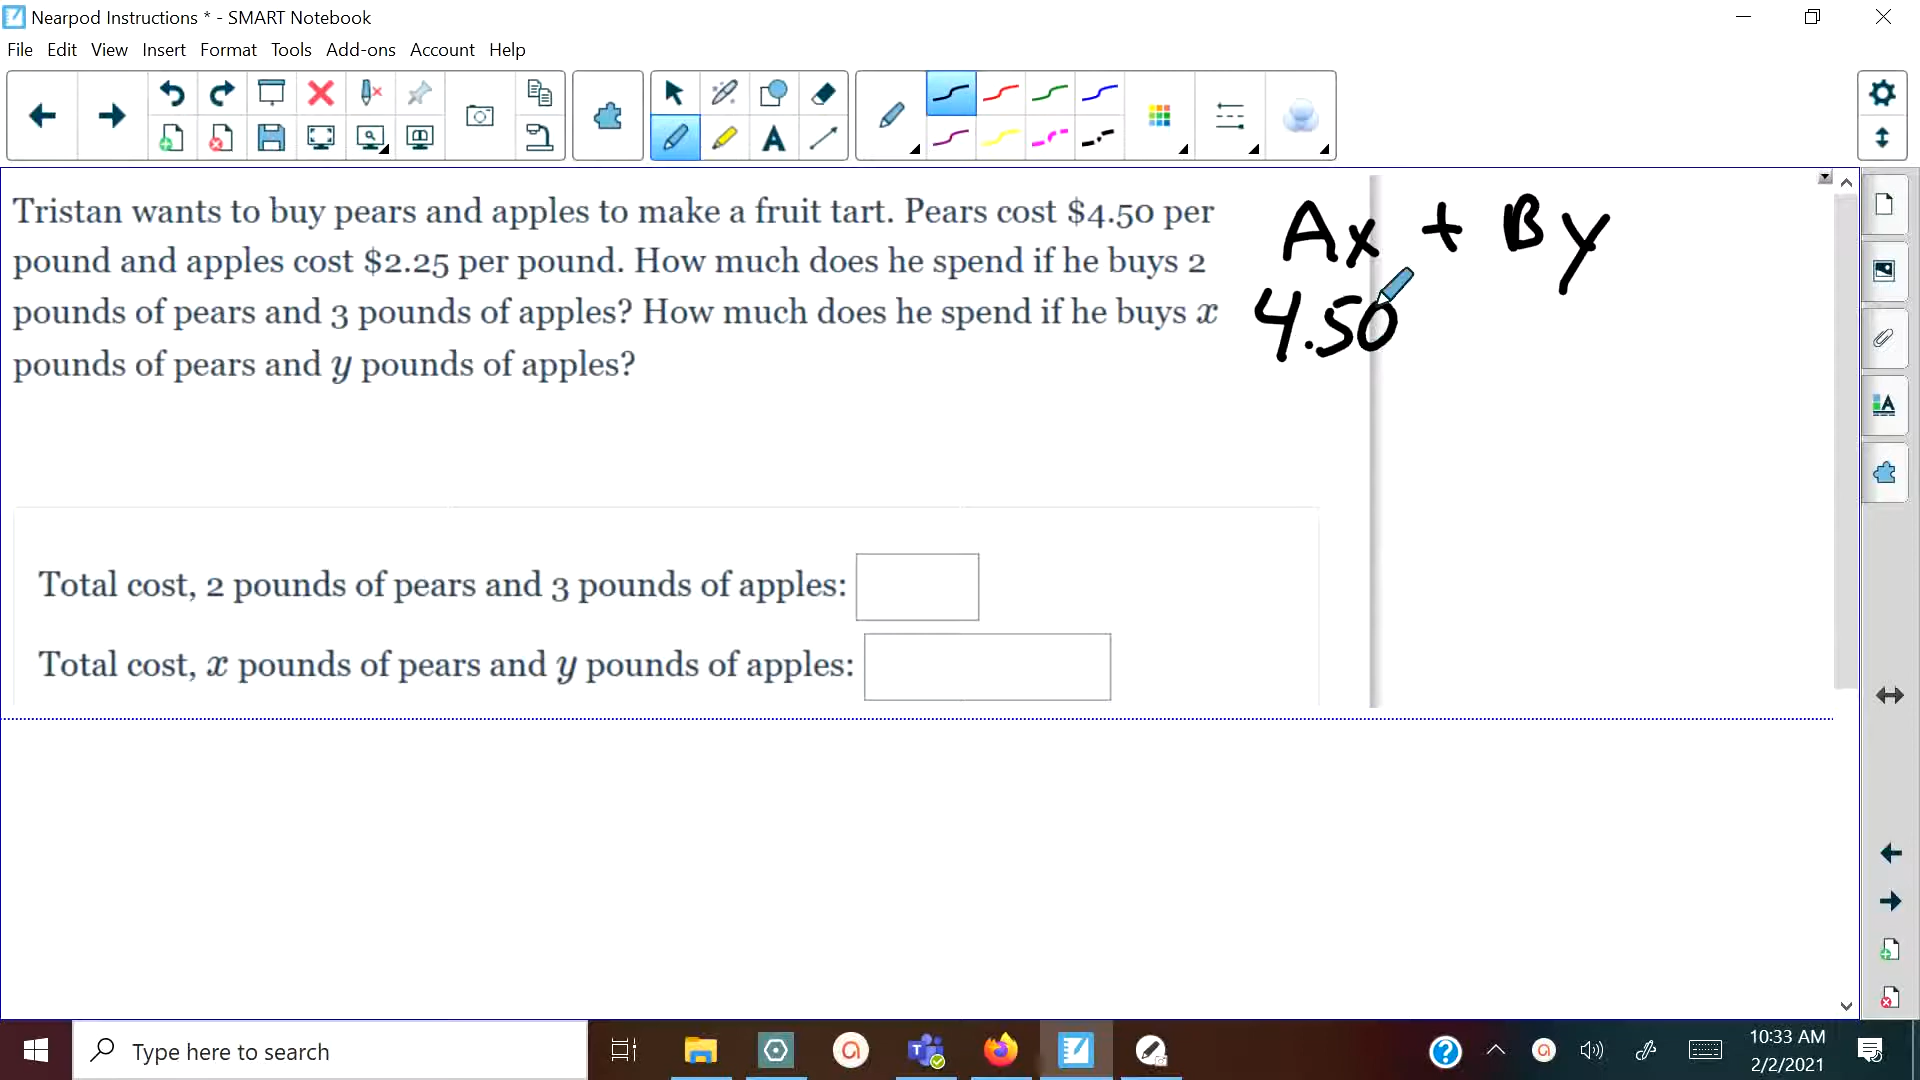 Nearpod Instructions * - SMART Notebook
File Edit View Insert Format Tools Add-ons Account Help
Tristan wants to buy pears and apples to make a fruit tart. Pears cost $4.50 per
pound and apples cost $2.25 per pound. How much does he spend if he buys 2
pounds of pears and 3 pounds of apples? How much does he spend if he buys x
pounds of pears and y pounds of apples?
Ax + By
4.50
Total cost, 2 pounds of pears and 3 pounds of apples:
Total cost, x pounds of pears and y pounds of apples:
Type here to search
10:33 AM
2/2/2021